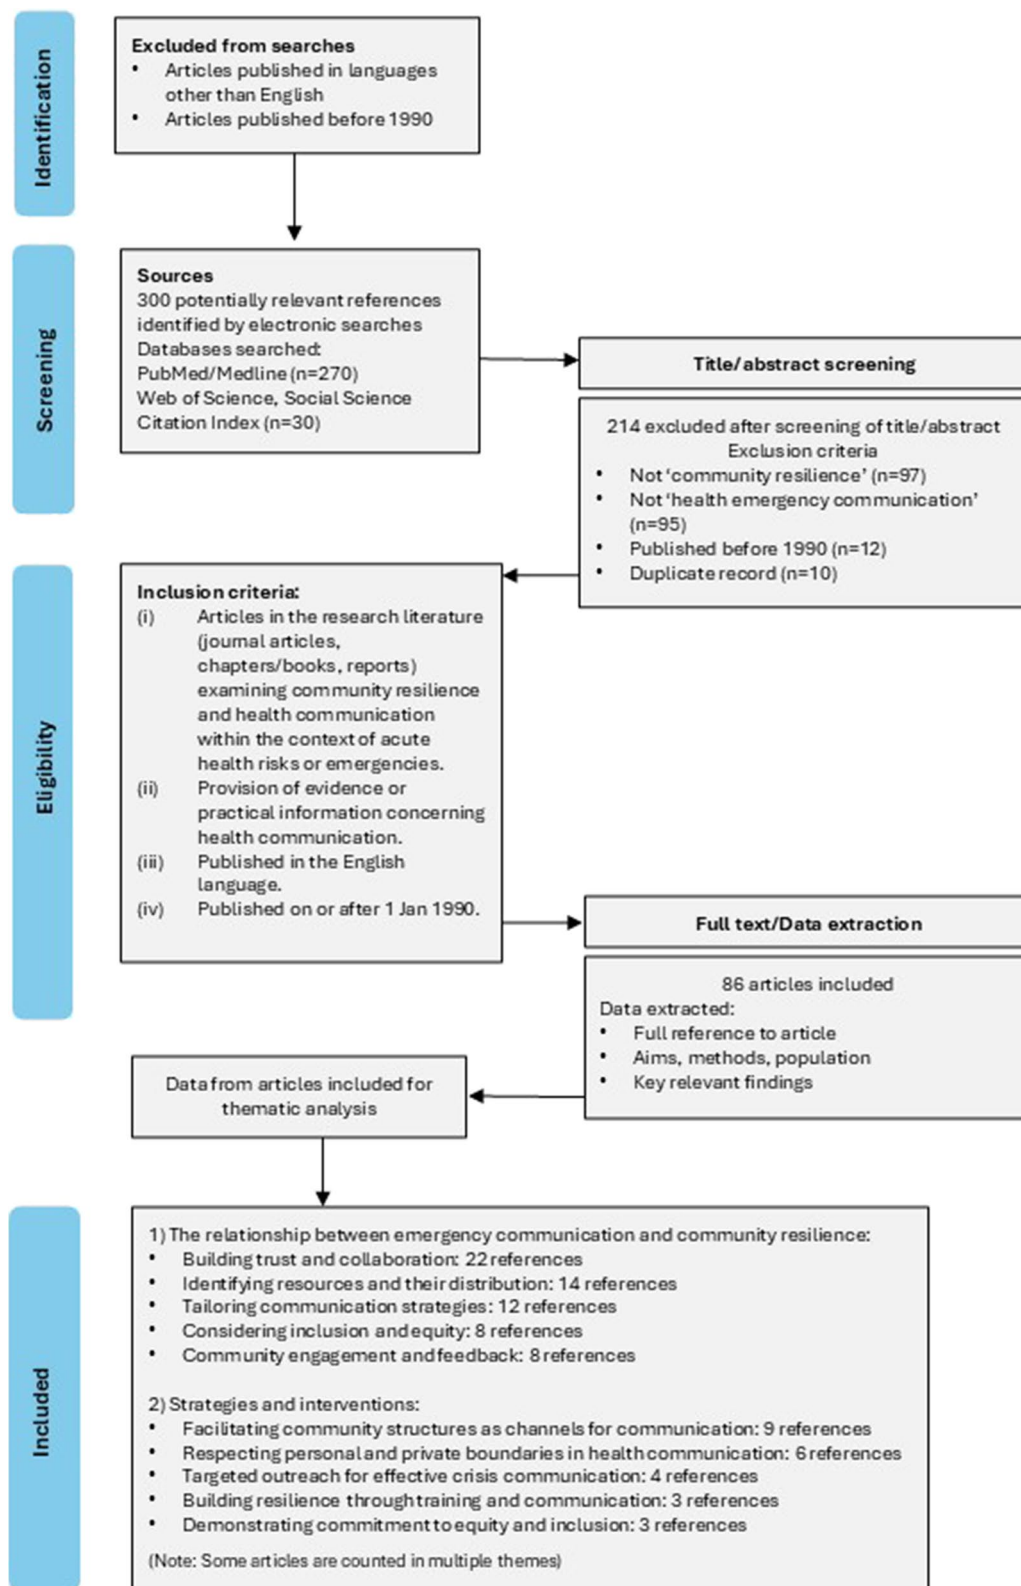 Identification
Excluded from searches
• Articles published in languages
other than English
• Articles published before 1990
Screening
Sources
300 potentially relevant references
identified by electronic searches
Databases searched:
PubMed/Medline (n=270)
Web of Science, Social Science
Citation Index (n=30)
Title/abstract screening
214 excluded after screening of title/abstract
Exclusion criteria
• Not ‘community resilience’ (n=97)
• Not ‘health emergency communication’
(n=95)
• Published before 1990 (n=12)
• Duplicate record (n=10)
Eligibility
Inclusion criteria:
(i) Articles in the research literature
(journal articles,
chapters/books, reports)
examining community resilience
and health communication
within the context of acute
health risks or emergencies.
(ii) Provision of evidence or
practical information concerning
health communication.
(iii) Published in the English
language.
(iv) Published on or after 1 Jan 1990.
Full text/Data extraction
86 articles included
Data extracted:
• Full reference to article
• Aims, methods, population
• Key relevant findings
Data from articles included for
thematic analysis
Included
1) The relationship between emergency communication and community resilience:
• Building trust and collaboration: 22 references
• Identifying resources and their distribution: 14 references
• Tailoring communication strategies: 12 references
• Considering inclusion and equity: 8 references
• Community engagement and feedback: 8 references
2) Strategies and interventions:
• Facilitating community structures as channels for communication: 9 references
• Respecting personal and private boundaries in health communication: 6 references
• Targeted outreach for effective crisis communication: 4 references
• Building resilience through training and communication: 3 references
• Demonstrating commitment to equity and inclusion: 3 references
(Note: Some articles are counted in multiple themes)